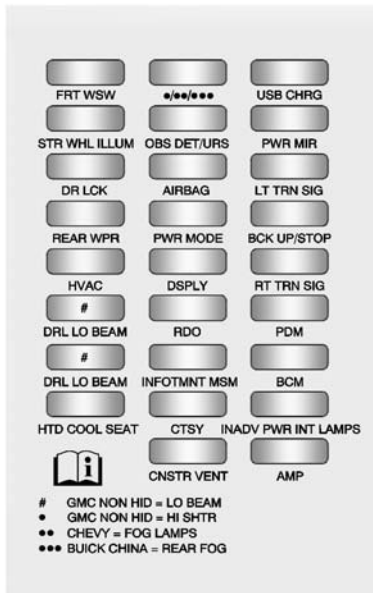 FRT WSW ●/●●/●●● USB CHRG
STR WHL ILLUM OBS DET/URS PWR MIR
DR LCK AIRBAG LT TRN SIG
REAR WPR PWR MODE BCK UP/STOP
HVAC DSPLY RT TRN SIG
#
DRL LO BEAM RDO PDM
#
DRL LO BEAM INFOTMNT MSM BCM
HTD COOL SEAT CTSY INADV PWR INT LAMPS
i
CNSTR VENT AMP
# GMC NON HID = LO BEAM
● GMC NON HID = HI SHTR
●● CHEVY = FOG LAMPS
●●● BUICK CHINA = REAR FOG